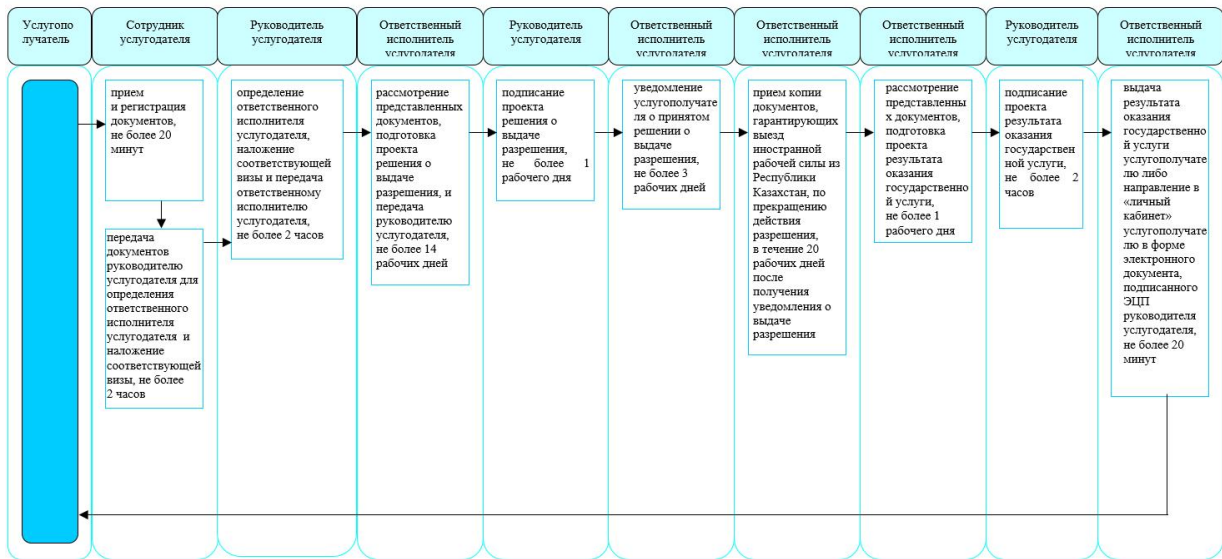 Услугопо
лучатель
Сотрудник
услугодателя
Руководитель
услугодателя
Ответственный
исполнитель
услугодателя
Руководитель
услугодателя
Ответственный
исполнитель
услугодателя
Ответственный
исполнитель
услугодателя
Ответственный
исполнитель
услугодателя
Руководитель
услугодателя
Ответственный
исполнитель
услугодателя
прием
и регистрация
документов,
не более 20
минут
передача
документов
руководителю
услугодателя для
определения
ответственного
исполнителя
услугодателя и
наложение
соответствующей
визы, не более
2 часов
определение
ответственного
исполнителя
услугодателя,
наложение
соответствующей
визы и передача
ответственному
исполнителю
услугодателя,
не более 2 часов
рассмотрение
представленных
документов,
подготовка
проекта
решения о
выдаче
разрешения, и
передача
руководителю
услугодателя,
не более 14
рабочих дней
подписание
проекта
решения о
выдаче
разрешения,
не более 1
рабочего дня
уведомление
услугополучате
ля о принятом
решении о
выдаче
разрешения,
не более 3
рабочих дней
прием копии
документов,
гарантирующих
выезд
иностранной
рабочей силы из
Республики
Казахстан, по
прекращению
действия
разрешения,
в течение 20
рабочих дней
после
получения
уведомления о
выдаче
разрешения
рассмотрение
представленны
х документов,
подготовка
проекта
результата
оказания
государственно
й услуги,
не более 1
рабочего дня
подписание
проекта
результата
оказания
государствен
ной услуги,
не более 2
часов
выдача
результата
оказания
государственно
й услуги
услугополучате
лю либо
направление в
«личный
кабинет»
услугополучате
лю в форме
электронного
документа,
подписанного
ЭЦП
руководителя
услугодателя,
не более 20
минут